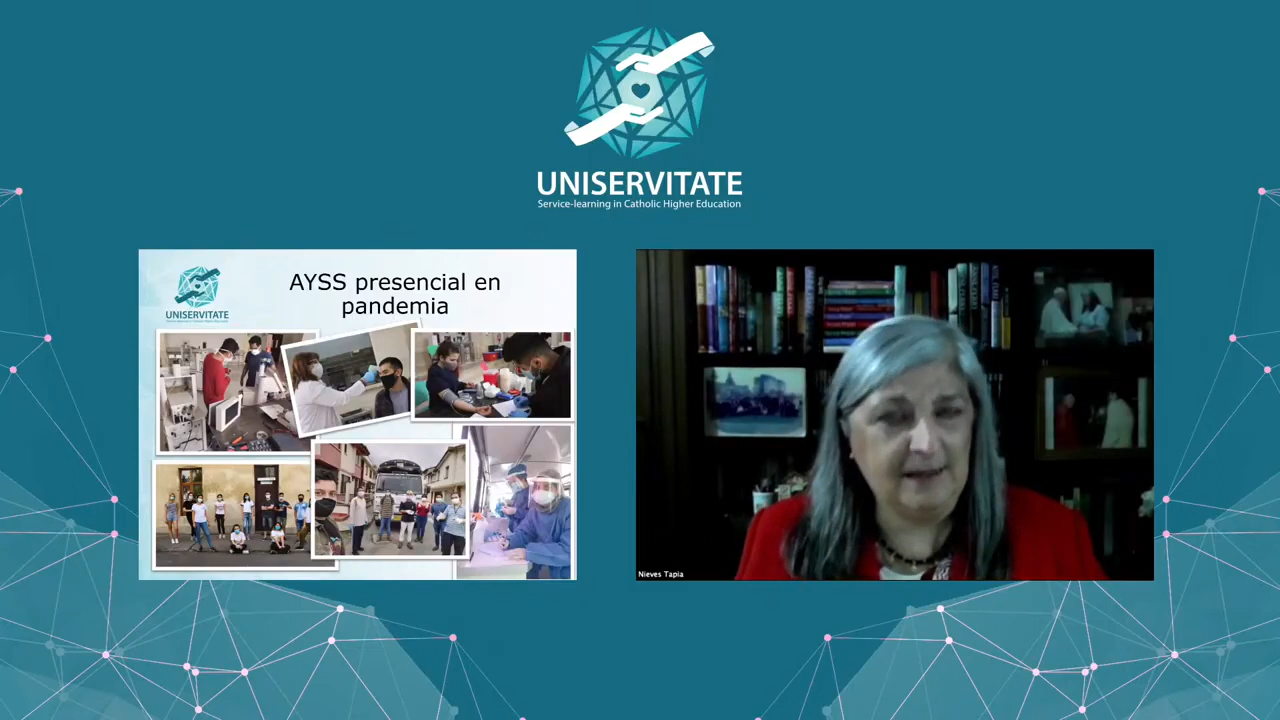 UNISERVITATE
Service-learning in Catholic Higher Education
UNISERVITATE
AYSS presencial en
pandemia
Nieves Tapia